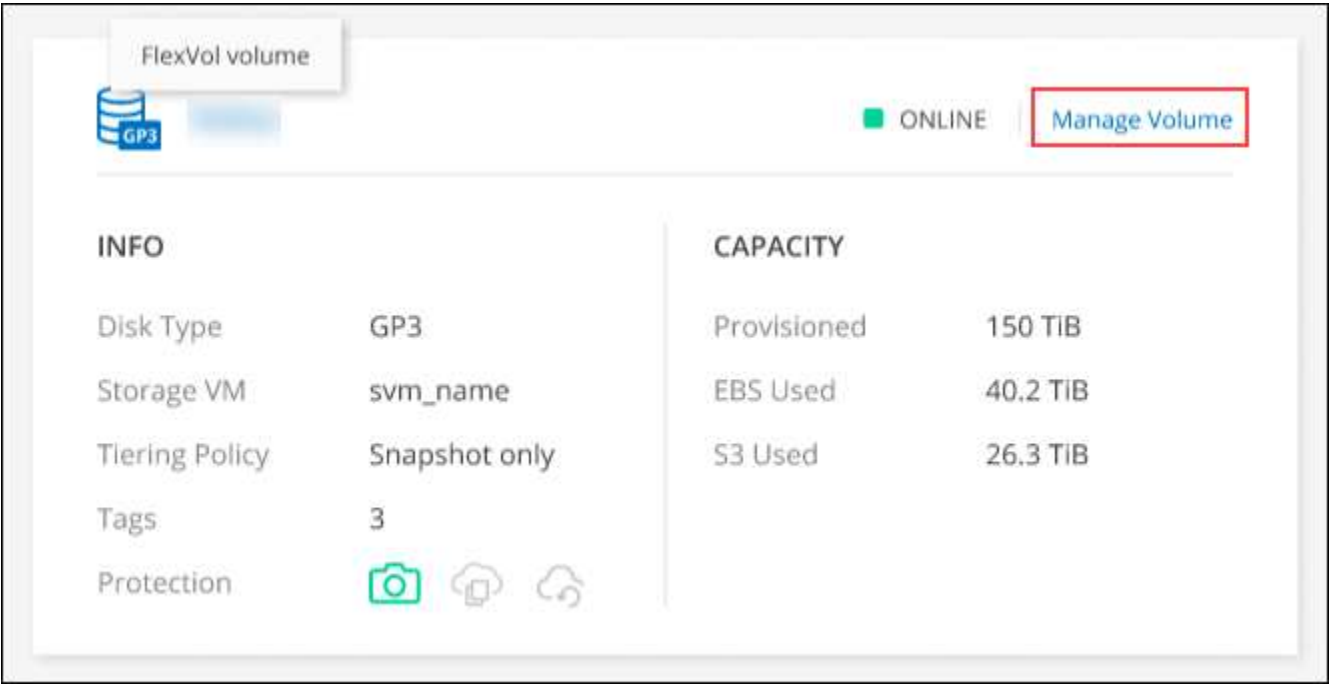 FlexVol volume
GP3
ONLINE
Manage Volume
INFO
Disk Type GP3
Storage VM svm_name
Tiering Policy Snapshot only
Tags 3
Protection
CAPACITY
Provisioned 150 TiB
EBS Used 40.2 TiB
S3 Used 26.3 TiB